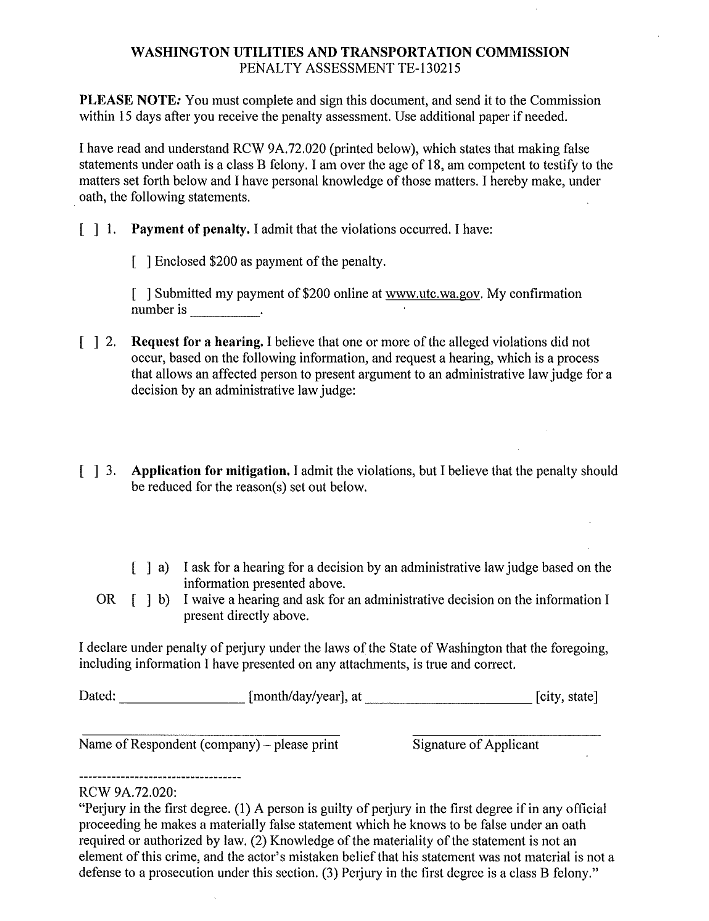 WASHINGTON UTILITIES AND TRANSPORTATION COMMISSION
PENALTY ASSESSMENT TE-130215
PLEASE NOTE: You must complete and sign this document, and send it to the Commission
within 15 days after you receive the penalty assessment. Use additional paper if needed.
I have read and understand RCW 9A.72.020 (printed below), which states that making false
statements under oath is a class B felony. I am over the age of 18, am competent to testify to the
matters set forth below and I have personal knowledge of those matters. I hereby make, under
oath, the following statements.
[ ] 1. Payment of penalty. I admit that the violations occurred. I have:
[ ] Enclosed $200 as payment of the penalty.
[ ] Submitted my payment of $200 online at www.utc.wa.gov. My confirmation
number is __________.
[ ] 2. Request for a hearing. I believe that one or more of the alleged violations did not
occur, based on the following information, and request a hearing, which is a process
that allows an affected person to present argument to an administrative law judge for a
decision by an administrative law judge:
[ ] 3. Application for mitigation. I admit the violations, but I believe that the penalty should
be reduced for the reason(s) set out below.
[ ] a) I ask for a hearing for a decision by an administrative law judge based on the
information presented above.
OR [ ] b) I waive a hearing and ask for an administrative decision on the information I
present directly above.
I declare under penalty of perjury under the laws of the State of Washington that the foregoing,
including information I have presented on any attachments, is true and correct.
Dated: __________________ [month/day/year], at ________________________ [city, state]
Name of Respondent (company) – please print Signature of Applicant
-----------------------------------
RCW 9A.72.020:
“Perjury in the first degree. (1) A person is guilty of perjury in the first degree if in any official
proceeding he makes a materially false statement which he knows to be false under an oath
required or authorized by law. (2) Knowledge of the materiality of the statement is not an
element of this crime, and the actor’s mistaken belief that his statement was not material is not a
defense to a prosecution under this section. (3) Perjury in the first degree is a class B felony.”